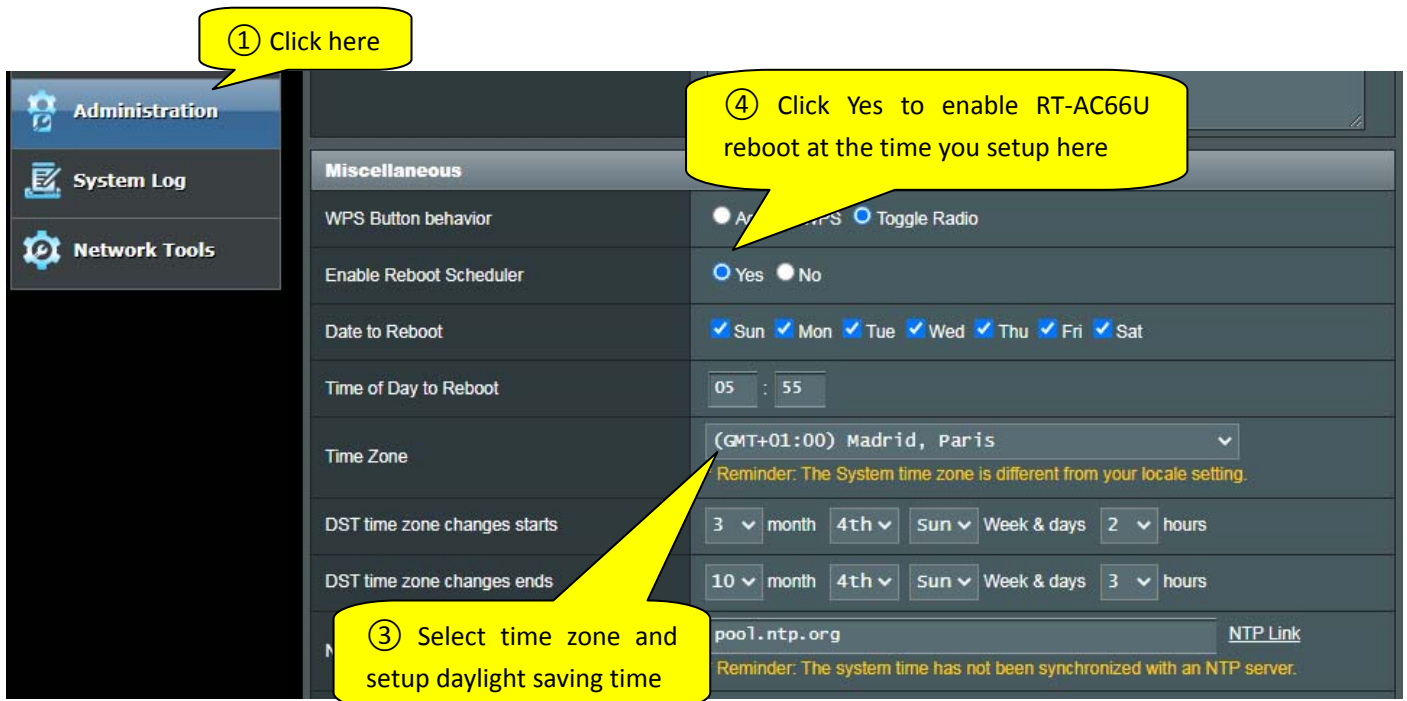 ① Click here
Administration
System Log
Network Tools
④ Click Yes to enable RT-AC66U
reboot at the time you setup here
Miscellaneous
WPS Button behavior
Toggle Radio
Enable Reboot Scheduler
Yes No
Date to Reboot
Sun Mon Tue Wed Thu Fri Sat
Time of Day to Reboot
05 : 55
Time Zone
(GMT+01:00) Madrid, Paris
Reminder: The System time zone is different from your locale setting.
DST time zone changes starts
3 month 4th Sun Week & days 2 hours
DST time zone changes ends
10 month 4th Sun Week & days 3 hours
③ Select time zone and
setup daylight saving time
pool.ntp.org NTP Link
Reminder: The system time has not been synchronized with an NTP server.